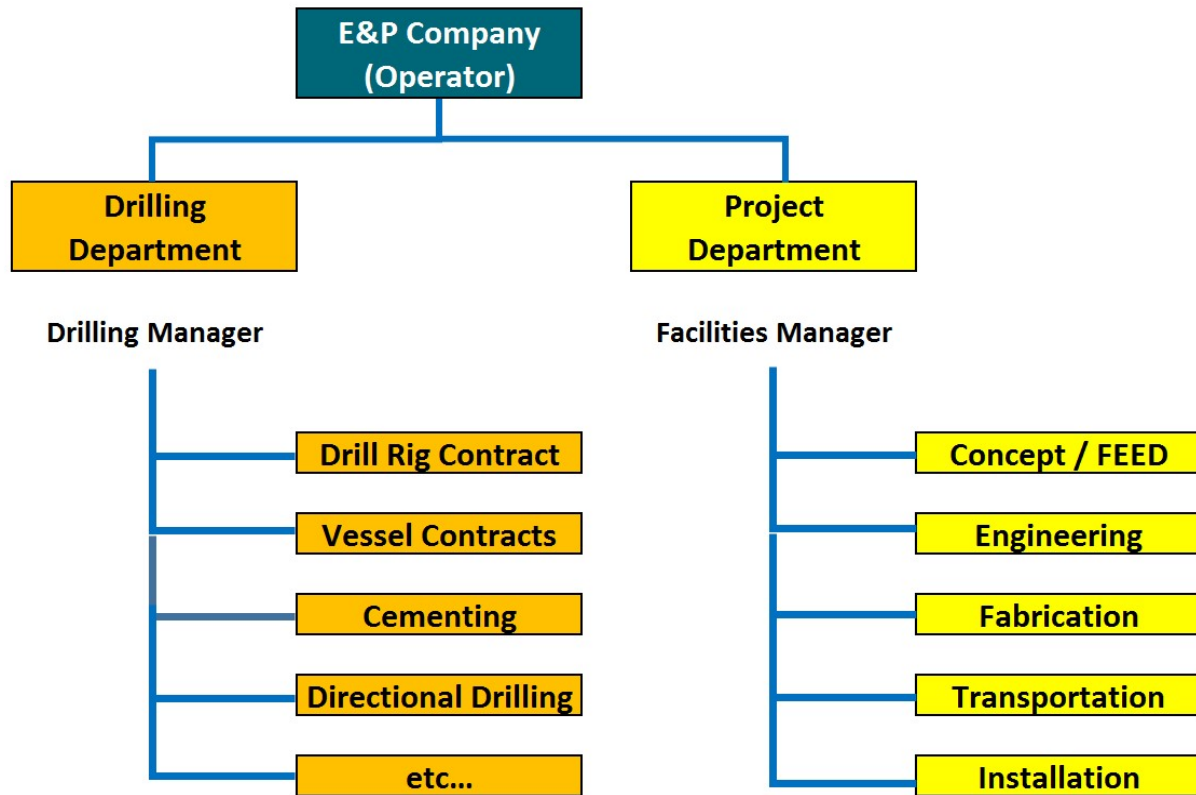 E&P Company
(Operator)
Drilling
Department
Project
Department
Drilling Manager
Facilities Manager
Drill Rig Contract
Vessel Contracts
Cementing
Directional Drilling
etc...
Concept / FEED
Engineering
Fabrication
Transportation
Installation